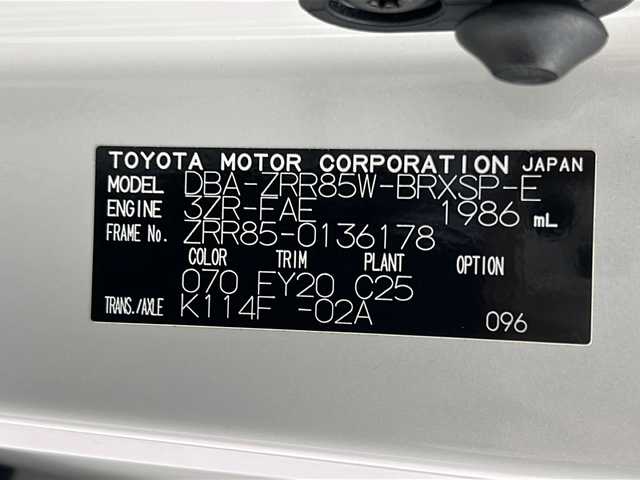 TOYOTA MOTOR CORPORATION JAPAN
MODEL DBA-ZRR85W-BRXSP-E
ENGINE 3ZR-FAE 1986 mL
FRAME No. ZRR85-0136178
COLOR TRIM PLANT OPTION
070 FY20 C25
TRANS./AXLE K114F -02A
096